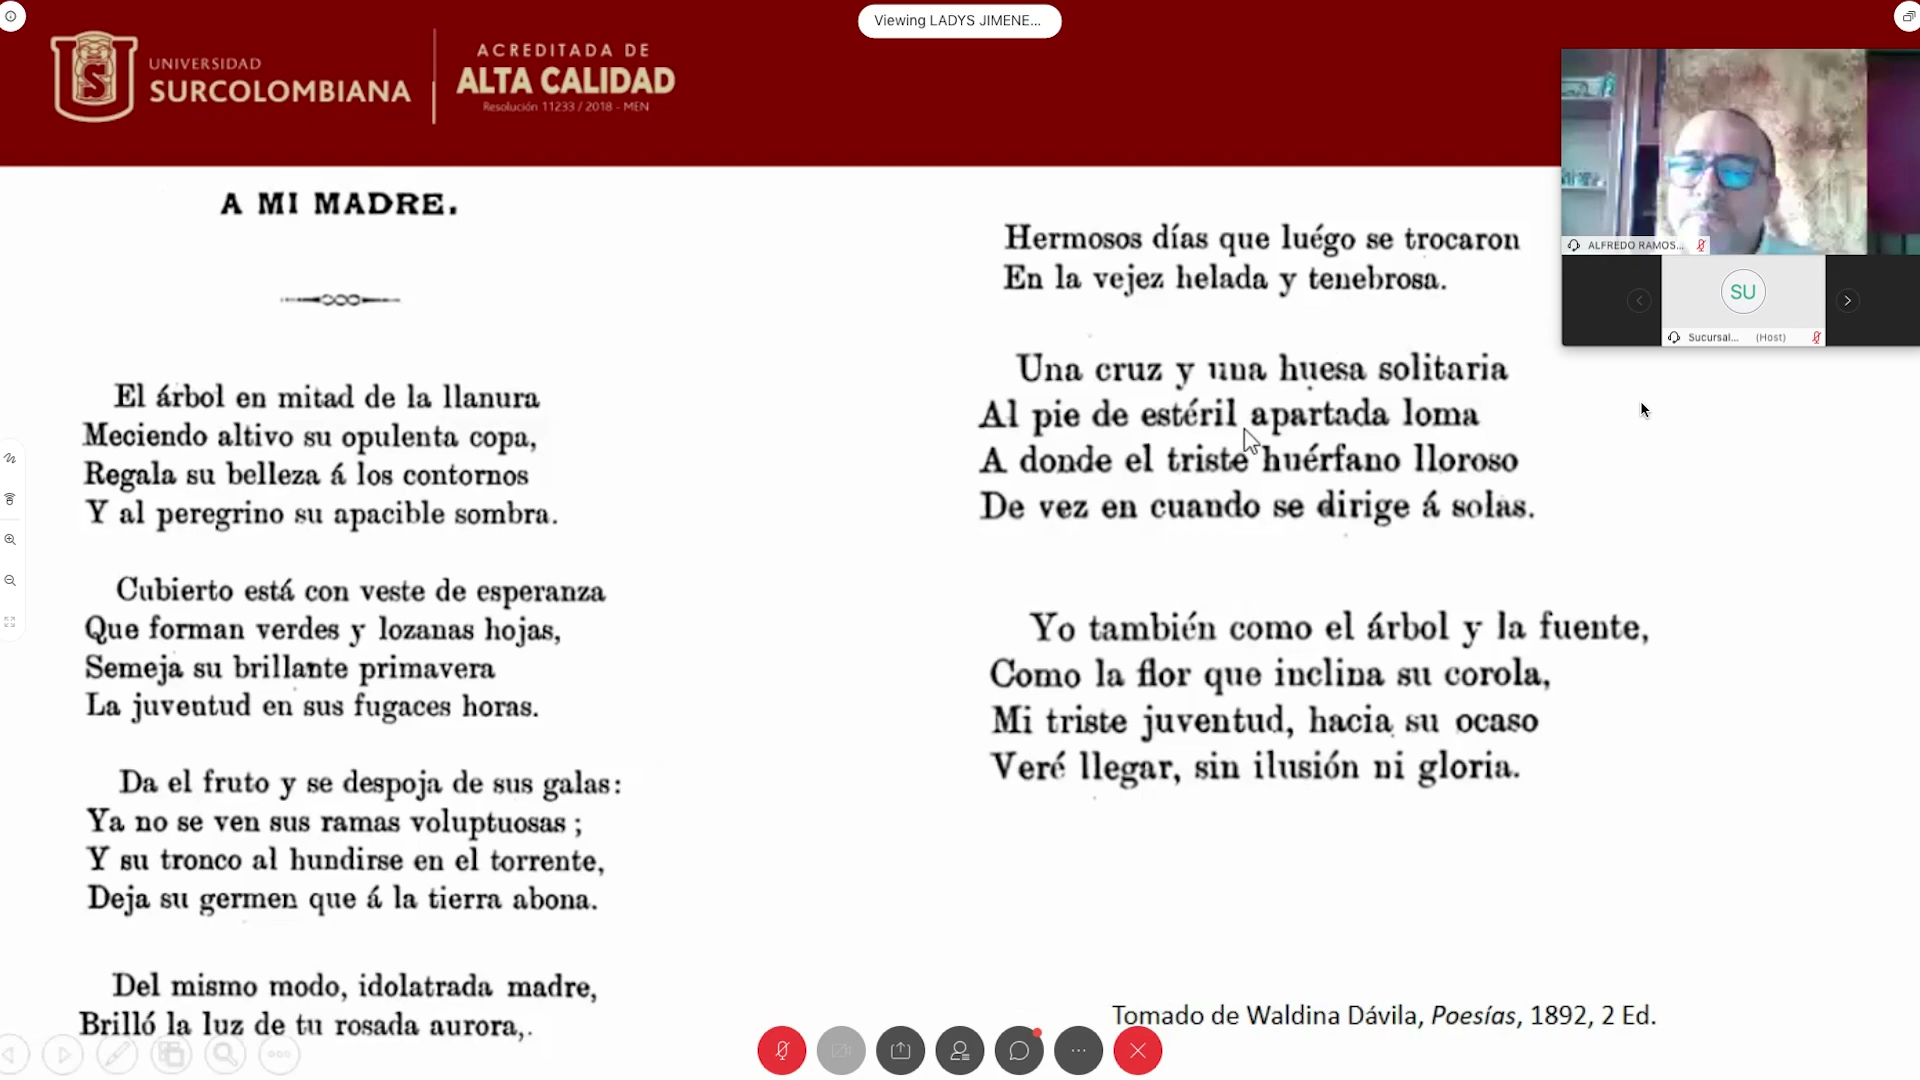 Viewing LADYS JIMENE...
UNIVERSIDAD
SURCOLOMBIANA
ACREDITADA DE
ALTA CALIDAD
Resolución 11233 / 2018 - MEN
A MI MADRE.
El árbol en mitad de la llanura
Meciendo altivo su opulenta copa,
Regala su belleza á los contornos
Y al peregrino su apacible sombra.
Cubierto está con veste de esperanza
Que forman verdes y lozanas hojas,
Semeja su brillante primavera
La juventud en sus fugaces horas.
Da el fruto y se despoja de sus galas:
Ya no se ven sus ramas voluptuosas ;
Y su tronco al hundirse en el torrente,
Deja su germen que á la tierra abona.
Del mismo modo, idolatrada madre,
Brilló la luz de tu rosada aurora,.
Hermosos días que luégo se trocaron
En la vejez helada y tenebrosa.
Una cruz y una huesa solitaria
Al pie de estéril apartada loma
A donde el triste huérfano lloroso
De vez en cuando se dirige á solas.
Yo también como el árbol y la fuente,
Como la flor que inclina su corola,
Mi triste juventud, hacia su ocaso
Veré llegar, sin ilusión ni gloria.
Tomado de Waldina Dávila, Poesías, 1892, 2 Ed.
ALFREDO RAMOS...
SU
Sucursal... (Host)